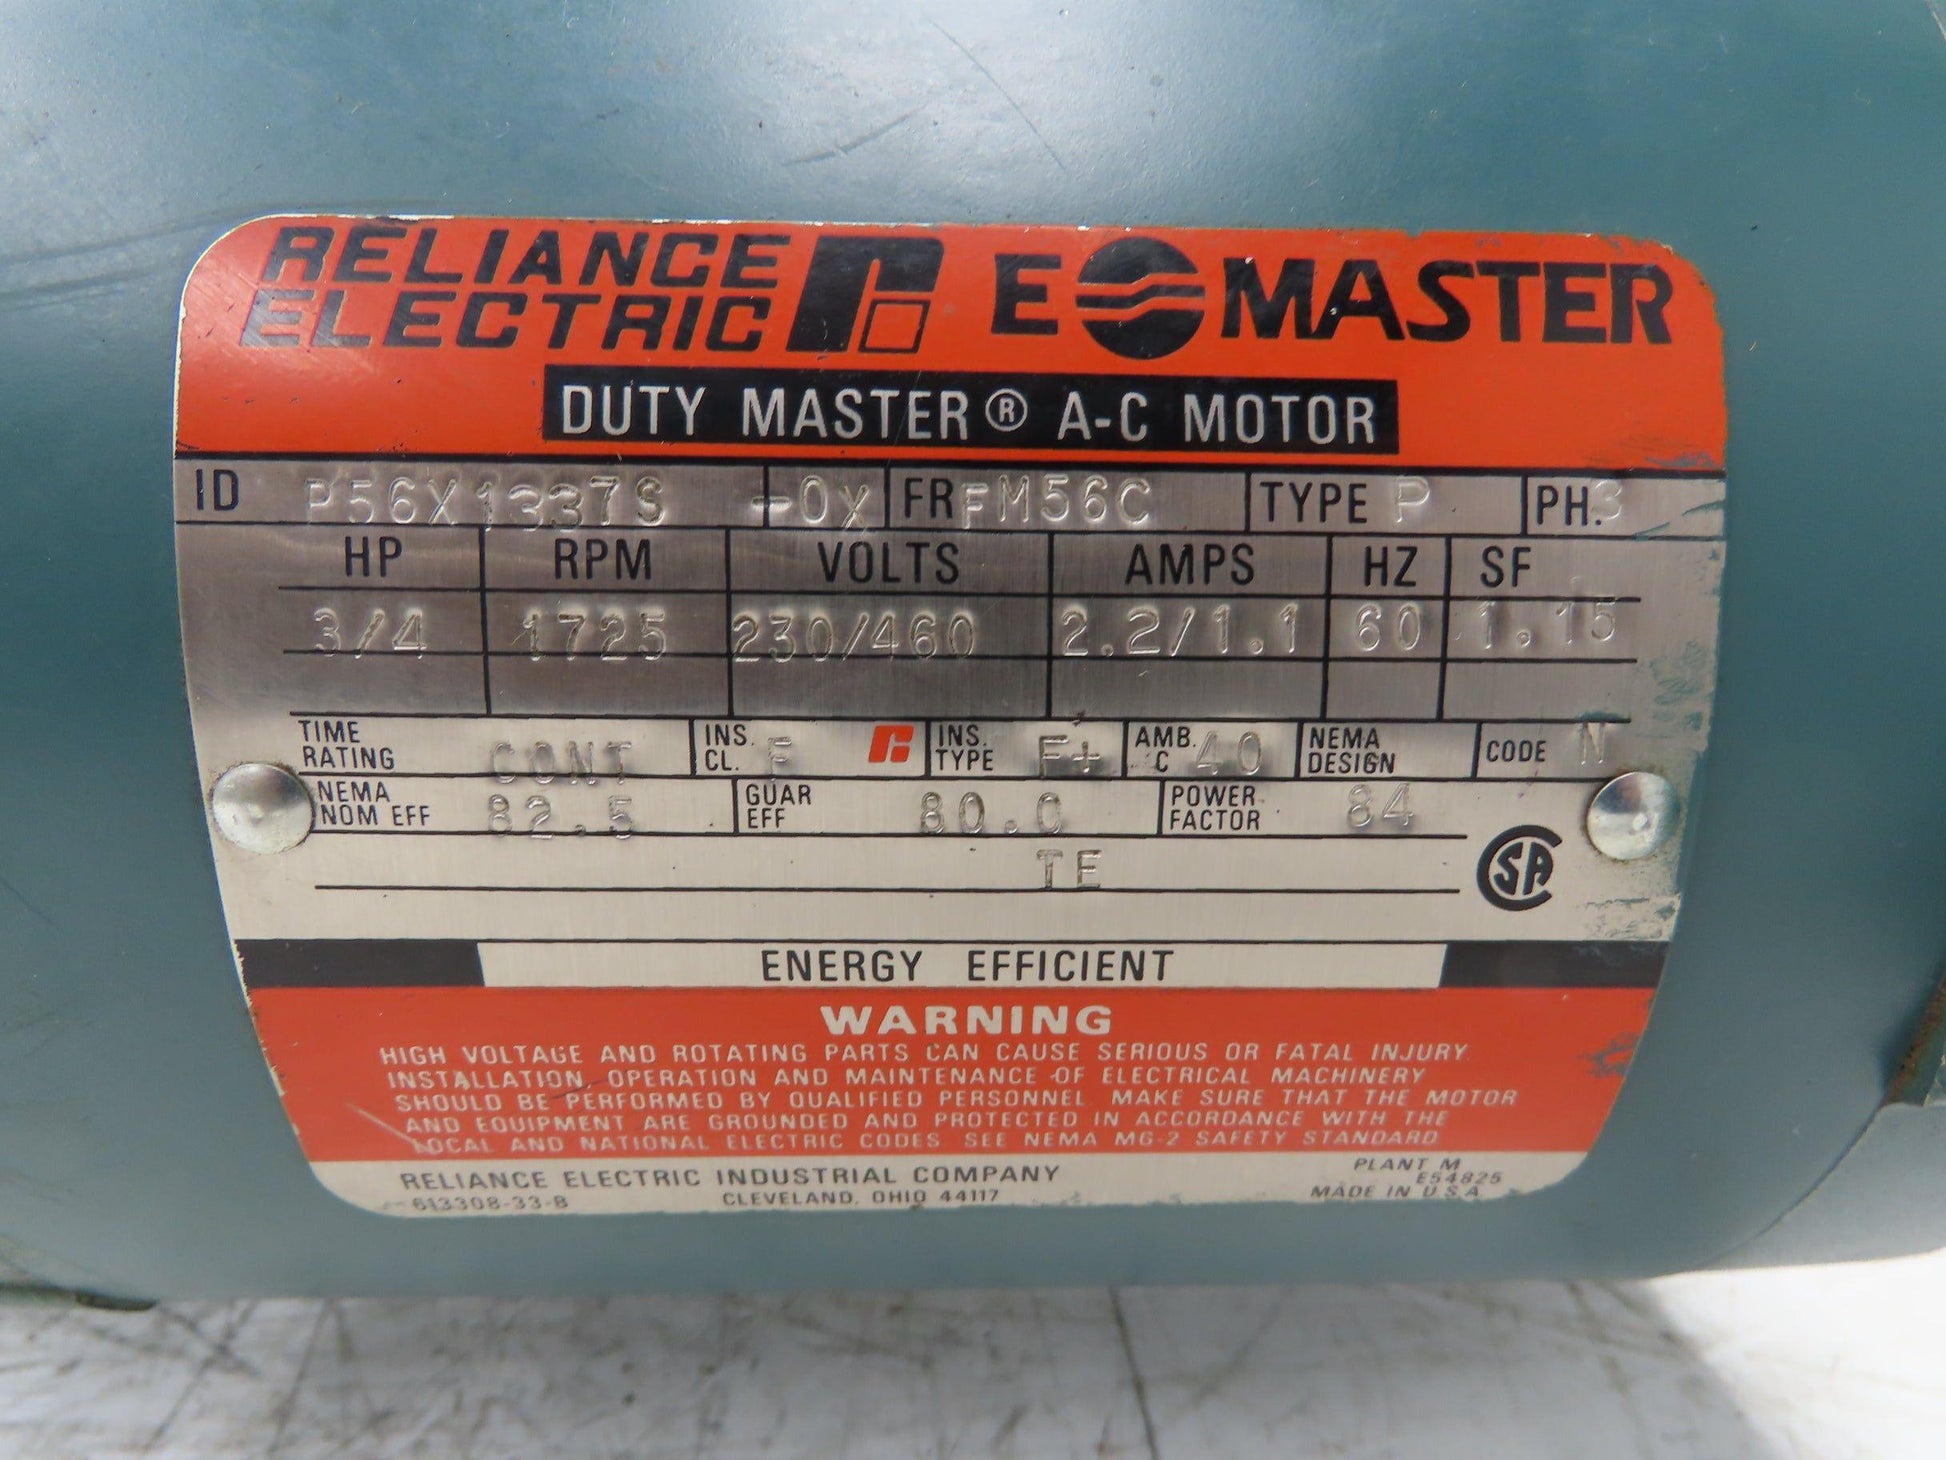 RELIANCE ELECTRIC E MASTER
DUTY MASTER® A-C MOTOR
ID P56X1337S -0X FR FM56C TYPE P PH. 3
HP RPM VOLTS AMPS HZ SF
3/4 1725 230/460 2.2/1.1 60 1.15
TIME RATING CONT INS. CL. F INS. TYPE F+ AMB. C 40 NEMA DESIGN CODE N
NEMA NOM EFF 82.5 GUAR EFF 80.0 POWER FACTOR 84
TE
CSA
ENERGY EFFICIENT
WARNING
HIGH VOLTAGE AND ROTATING PARTS CAN CAUSE SERIOUS OR FATAL INJURY
INSTALLATION, OPERATION AND MAINTENANCE OF ELECTRICAL MACHINERY
SHOULD BE PERFORMED BY QUALIFIED PERSONNEL. MAKE SURE THAT THE MOTOR
AND EQUIPMENT ARE GROUNDED AND PROTECTED IN ACCORDANCE WITH THE
LOCAL AND NATIONAL ELECTRIC CODES. SEE NEMA MG-2 SAFETY STANDARD
RELIANCE ELECTRIC INDUSTRIAL COMPANY PLANT M
E54825
613308-33-B CLEVELAND, OHIO 44117 MADE IN U.S.A.